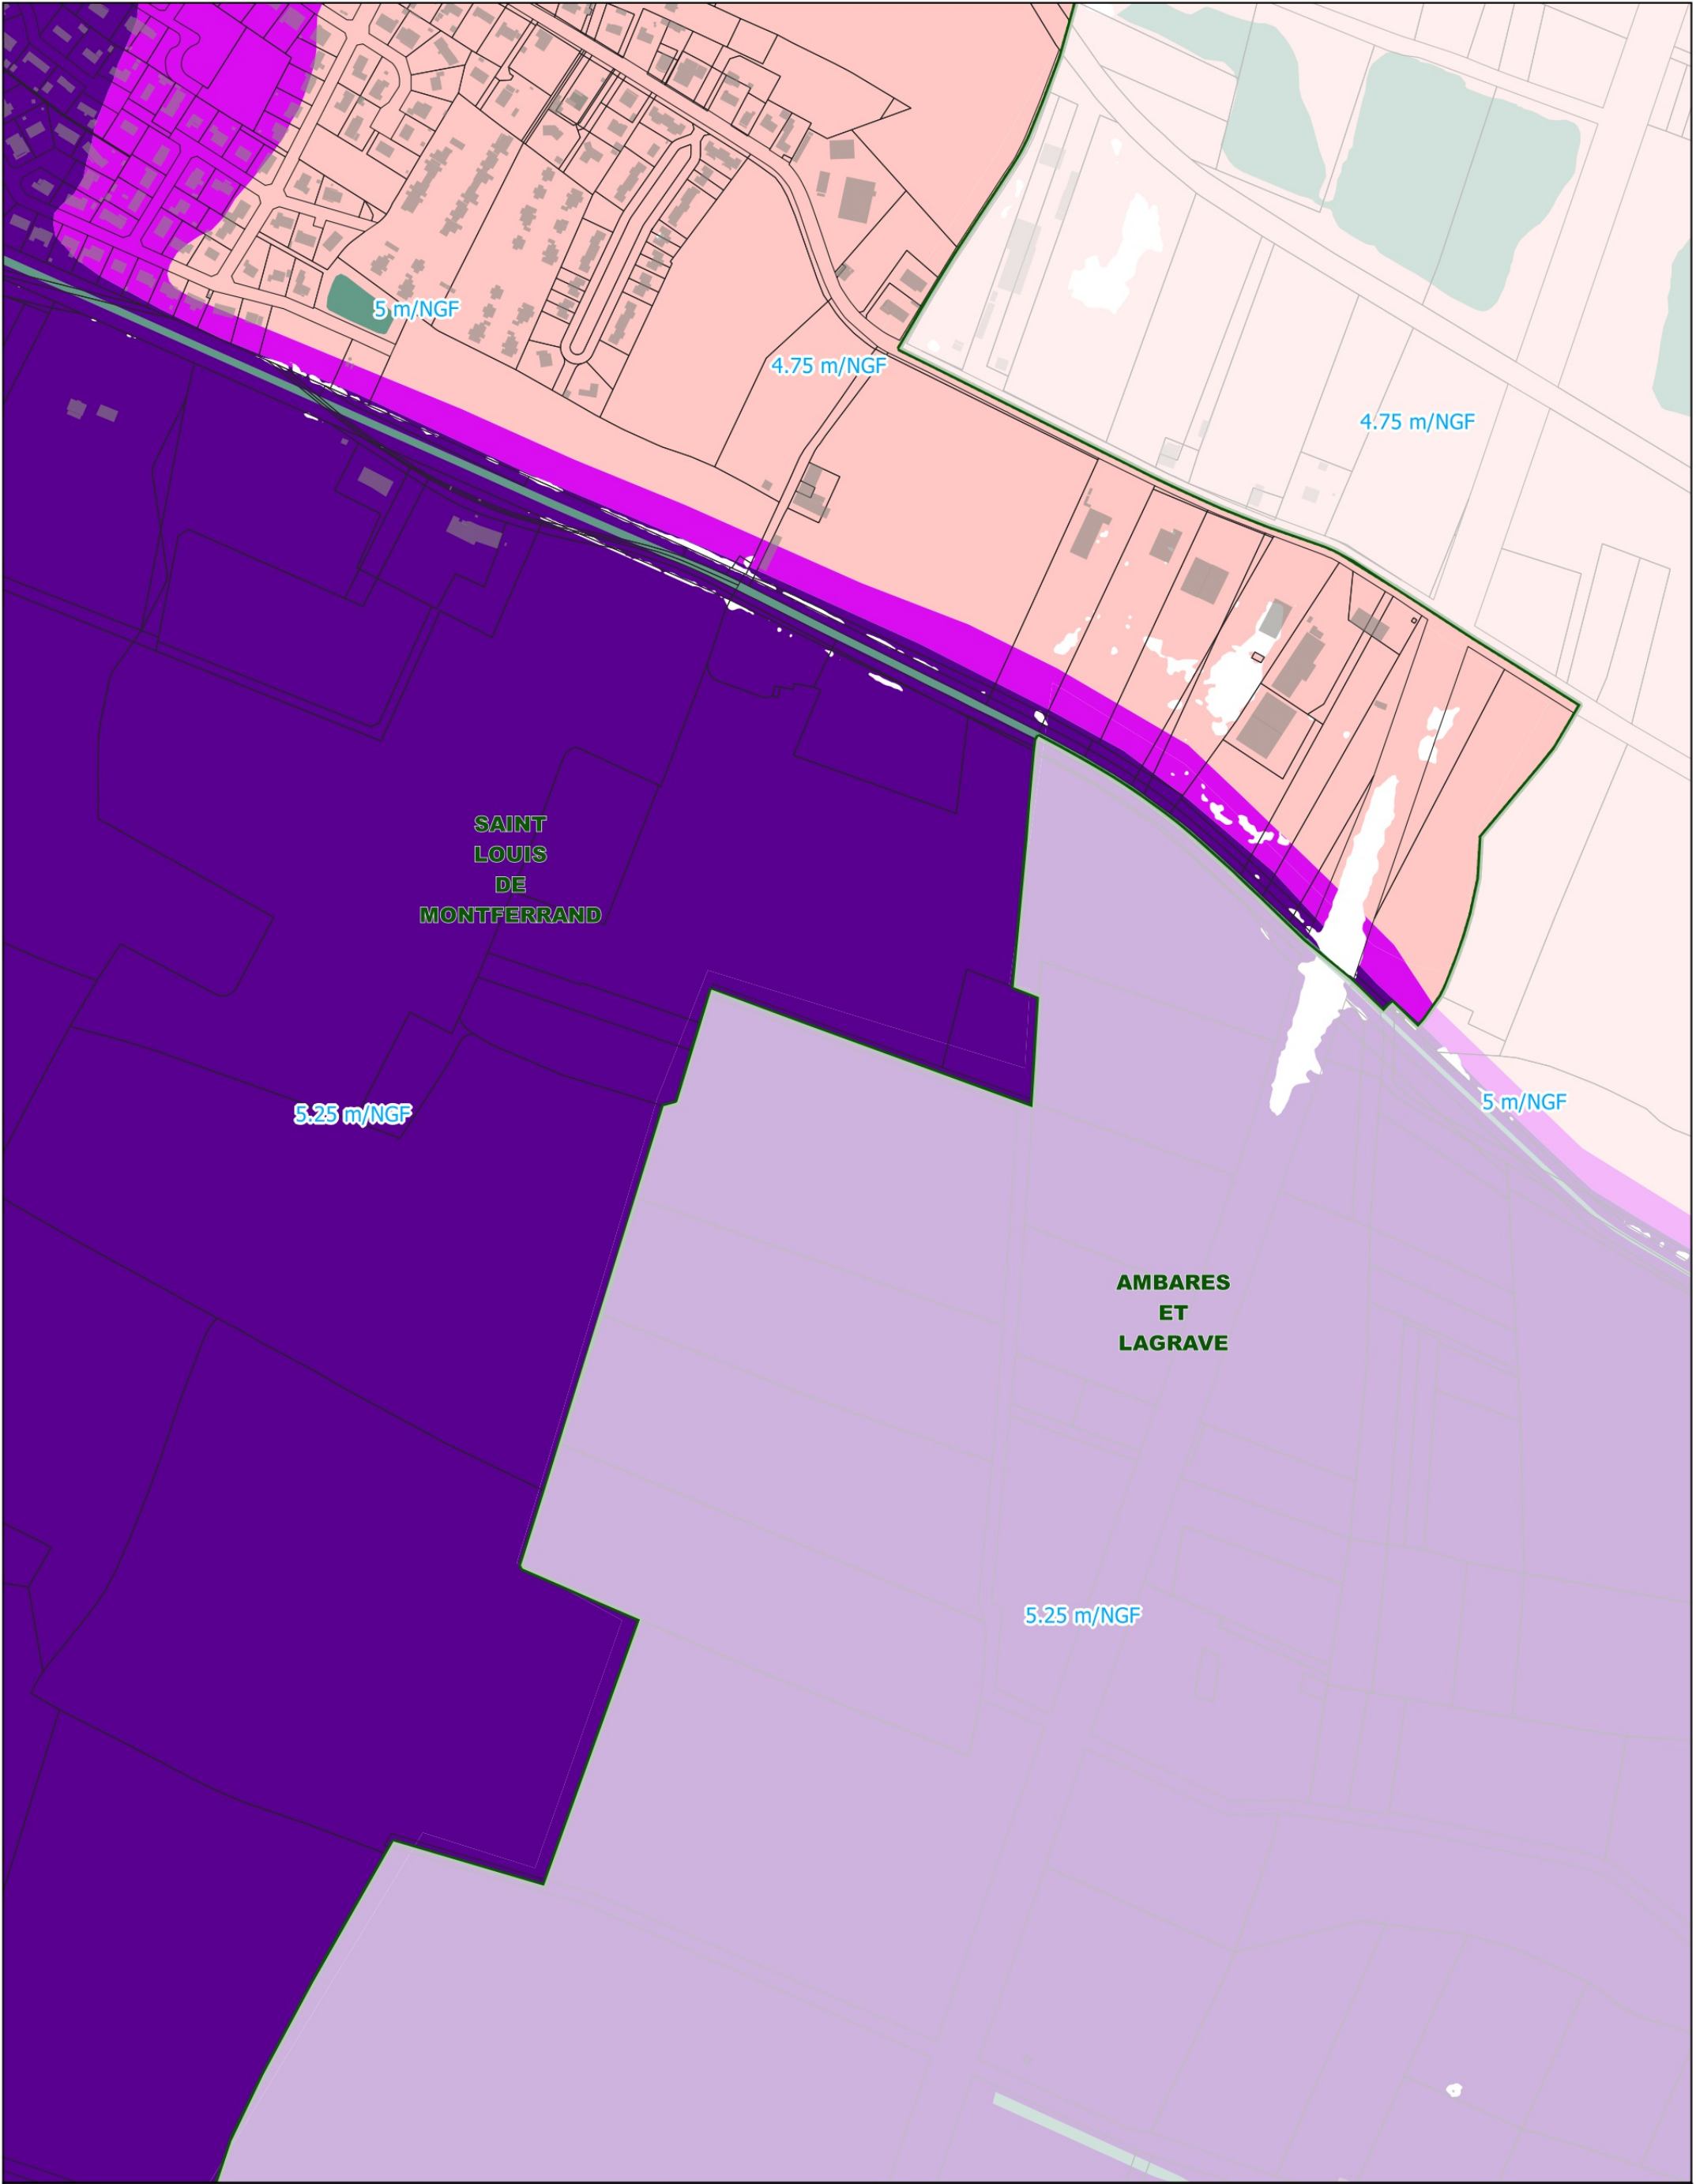 5 m/NGF
4.75 m/NGF
4.75 m/NGF
SAINT
LOUIS
DE
MONTFERRAND
5.25 m/NGF
5 m/NGF
AMBARES
ET
LAGRAVE
5.25 m/NGF